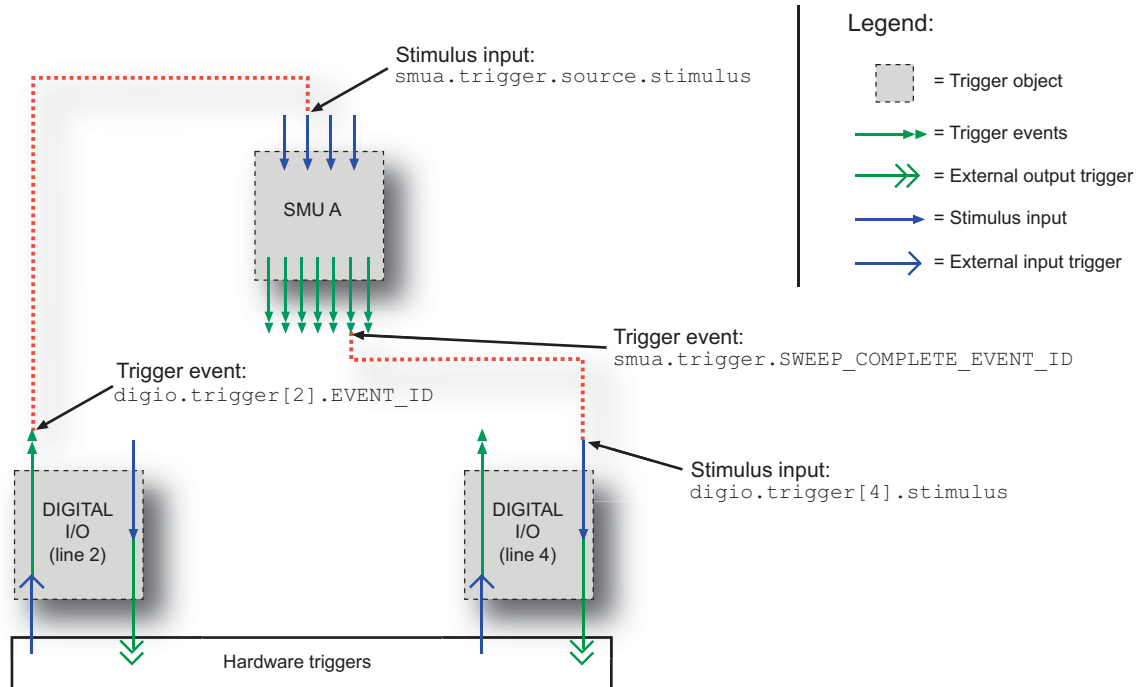 Stimulus input:
smua.trigger.source.stimulus
Legend:
= Trigger object
= Trigger events
= External output trigger
= Stimulus input
= External input trigger
SMU A
Trigger event:
smua.trigger.SWEEP_COMPLETE_EVENT_ID
Trigger event:
digio.trigger[2].EVENT_ID
Stimulus input:
digio.trigger[4].stimulus
DIGITAL
I/O
(line 2)
DIGITAL
I/O
(line 4)
Hardware triggers